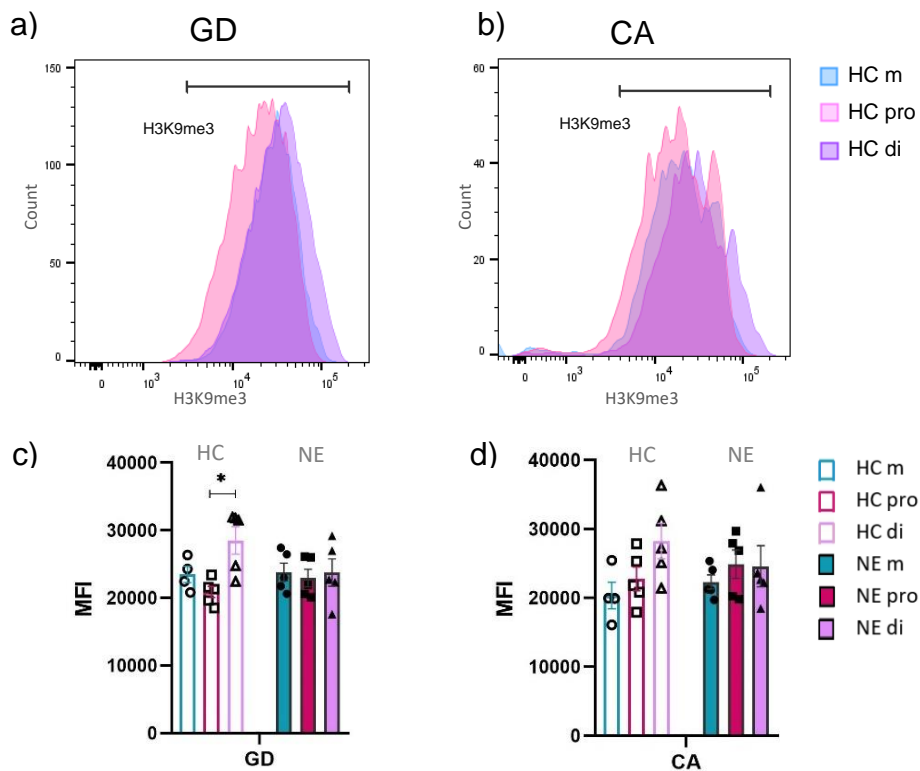 a)
GD
150
100
50
0
Count
H3K9me3
0 10³ 10⁴ 10⁵
H3K9me3
b)
CA
60
40
20
0
Count
H3K9me3
0 10³ 10⁴ 10⁵
H3K9me3
HC m
HC pro
HC di
c)
HC NE
*
40000
30000
20000
10000
0
MFI
GD
d)
HC NE
40000
30000
20000
10000
0
MFI
CA
HC m
HC pro
HC di
NE m
NE pro
NE di